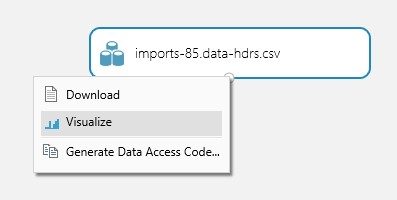 imports-85.data-hdrs.csv
Download
Visualize
Generate Data Access Code...